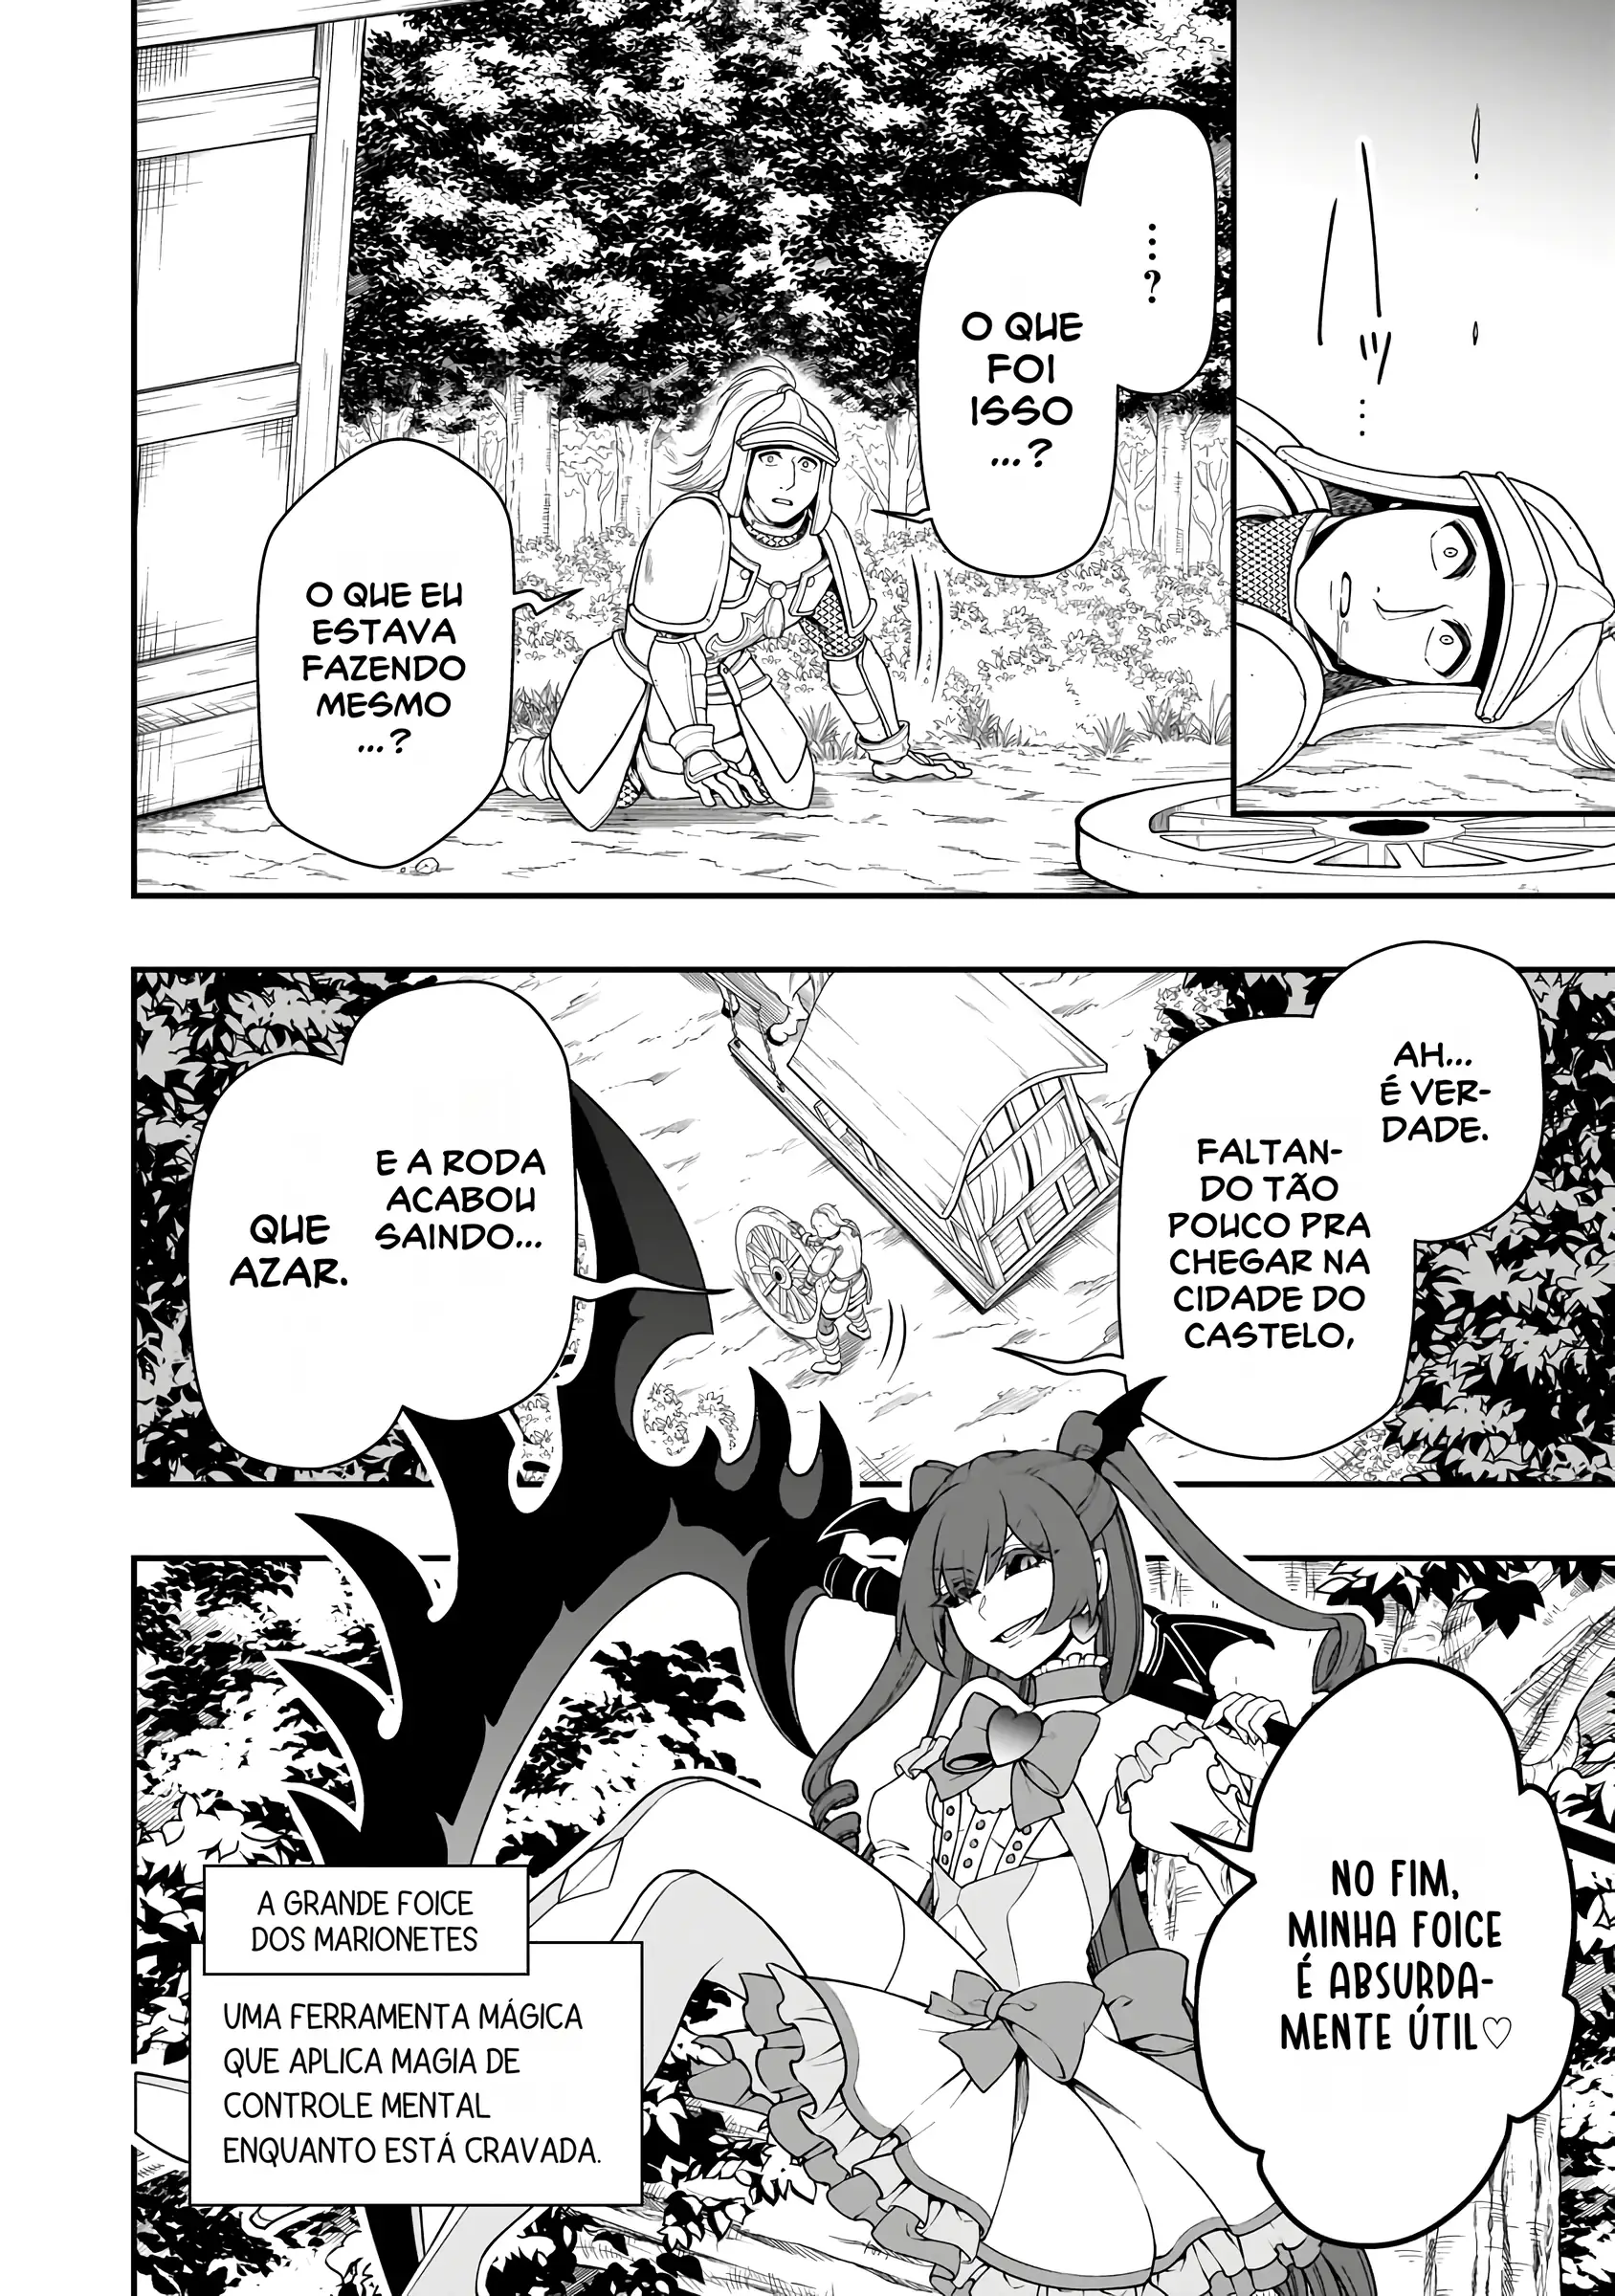 ツ
...
...?
O QUE
FOI
ISSO
...?
O QUE EU
ESTAVA
FAZENDO
MESMO
...?
AH...
É VER-
DADE.
FALTAN-
DO TÃO
POUCO PRA
CHEGAR NA
CIDADE DO
CASTELO,
E A RODA
ACABOU
SAINDO...
QUE
AZAR.
NO FIM,
MINHA FOICE
É ABSURDA-
MENTE ÚTIL♡
A GRANDE FOICE
DOS MARIONETES
UMA FERRAMENTA MÁGICA
QUE APLICA MAGIA DE
CONTROLE MENTAL
ENQUANTO ESTÁ CRAVADA.